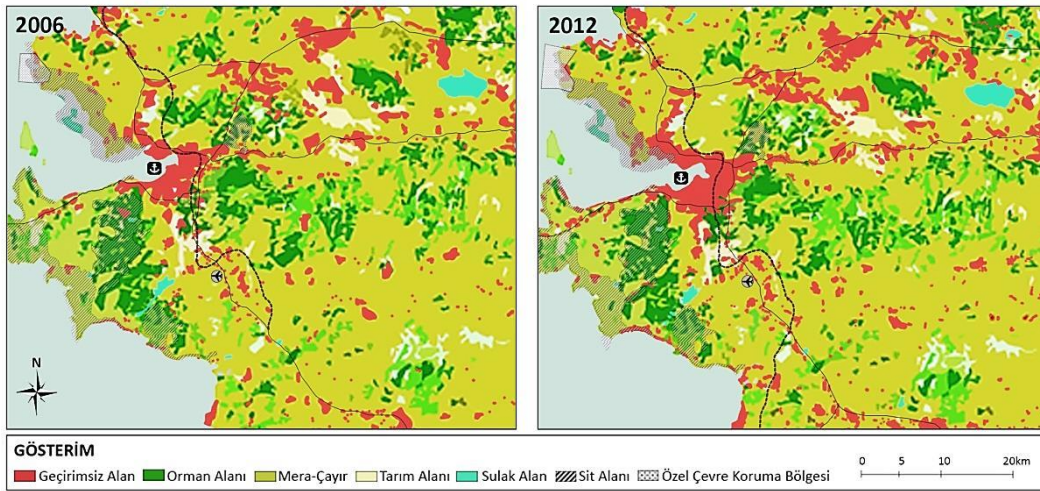 2006
2012
N
GÖSTERİM
Geçirimsiz Alan Orman Alanı Mera-Çayır Tarım Alanı Sulak Alan Sit Alanı Özel Çevre Koruma Bölgesi
0 5 10 20km